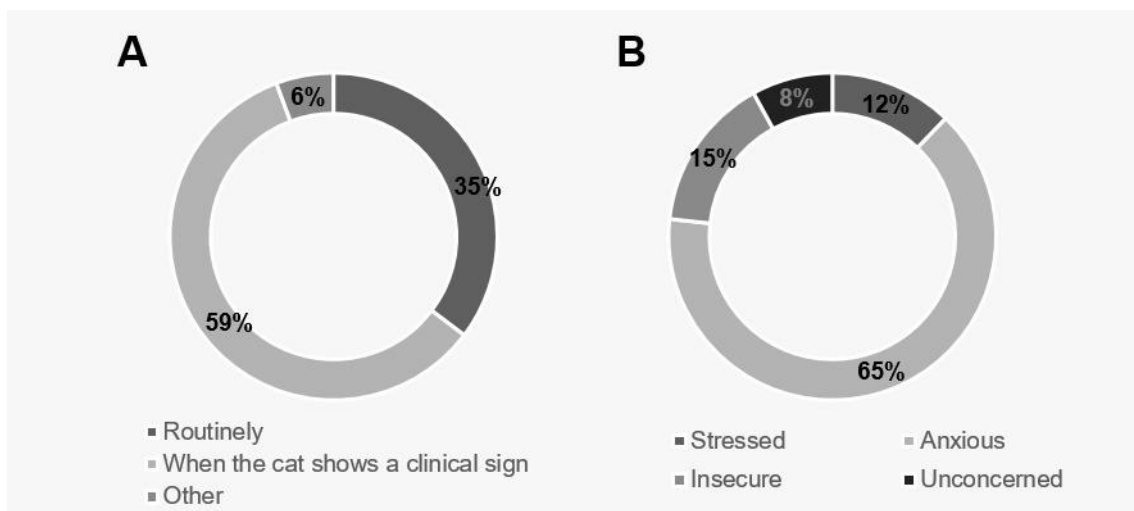 A
6%
35%
59%
Routinely
When the cat shows a clinical sign
Other
B
8%
12%
15%
65%
Stressed
Anxious
Insecure
Unconcerned